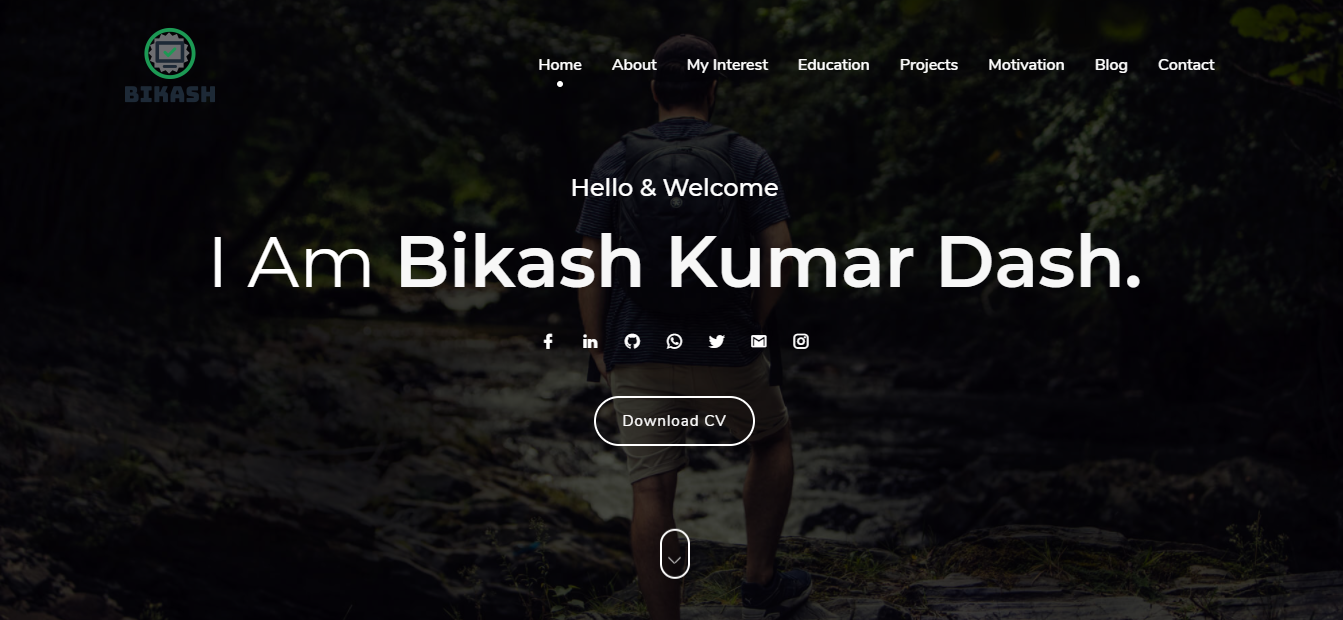 BIKASH
Home About My Interest Education Projects Motivation Blog Contact
Hello & Welcome
I Am Bikash Kumar Dash.
Download CV